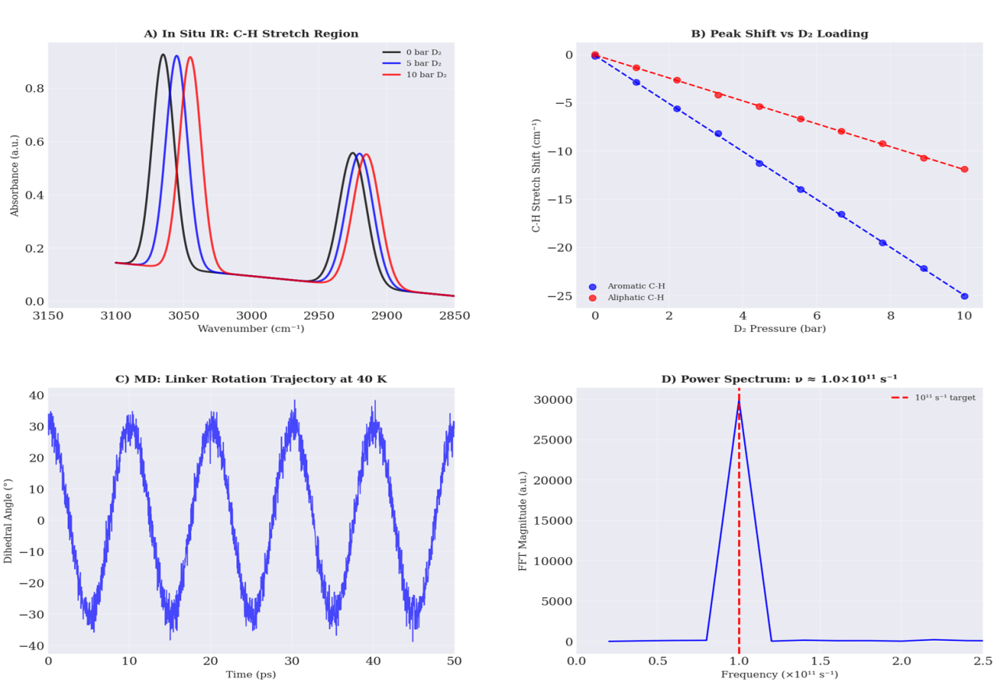 A) In Situ IR: C-H Stretch Region
Absorbance (a.u.)
0.8
0.6
0.4
0.2
0.0
0 bar D₂
5 bar D₂
10 bar D₂
3150 3100 3050 3000 2950 2900 2850
Wavenumber (cm⁻¹)
B) Peak Shift vs D₂ Loading
C-H Stretch Shift (cm⁻¹)
0
−5
−10
−15
−20
−25
Aromatic C-H
Aliphatic C-H
0 2 4 6 8 10
D₂ Pressure (bar)
C) MD: Linker Rotation Trajectory at 40 K
Dihedral Angle (°)
40
30
20
10
0
−10
−20
−30
−40
0 10 20 30 40 50
Time (ps)
D) Power Spectrum: ν ≈ 1.0×10¹¹ s⁻¹
FFT Magnitude (a.u.)
30000
25000
20000
15000
10000
5000
0
10¹¹ s⁻¹ target
0.0 0.5 1.0 1.5 2.0 2.5
Frequency (×10¹¹ s⁻¹)